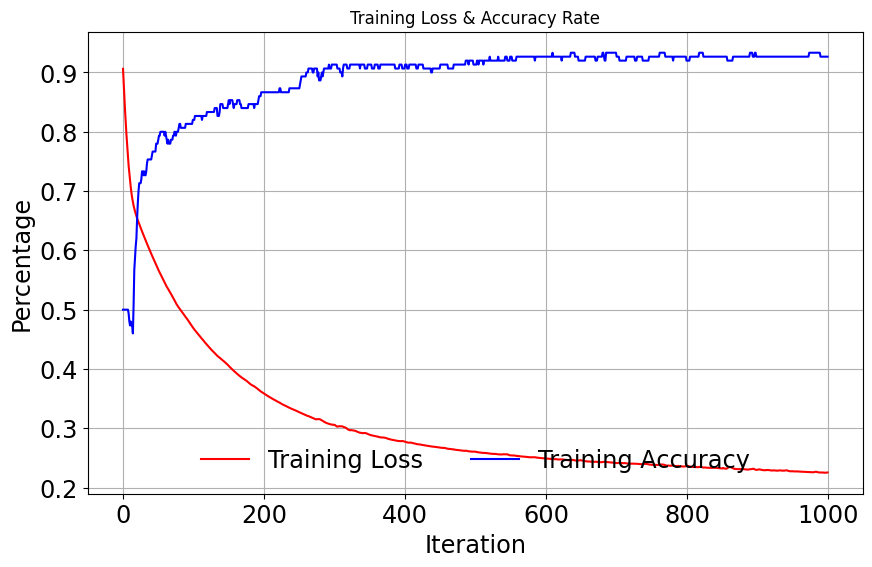 Training Loss & Accuracy Rate
0.9
0.8
0.7
0.6
0.5
0.4
0.3
0.2
Percentage
Training Loss Training Accuracy
0 200 400 600 800 1000
Iteration